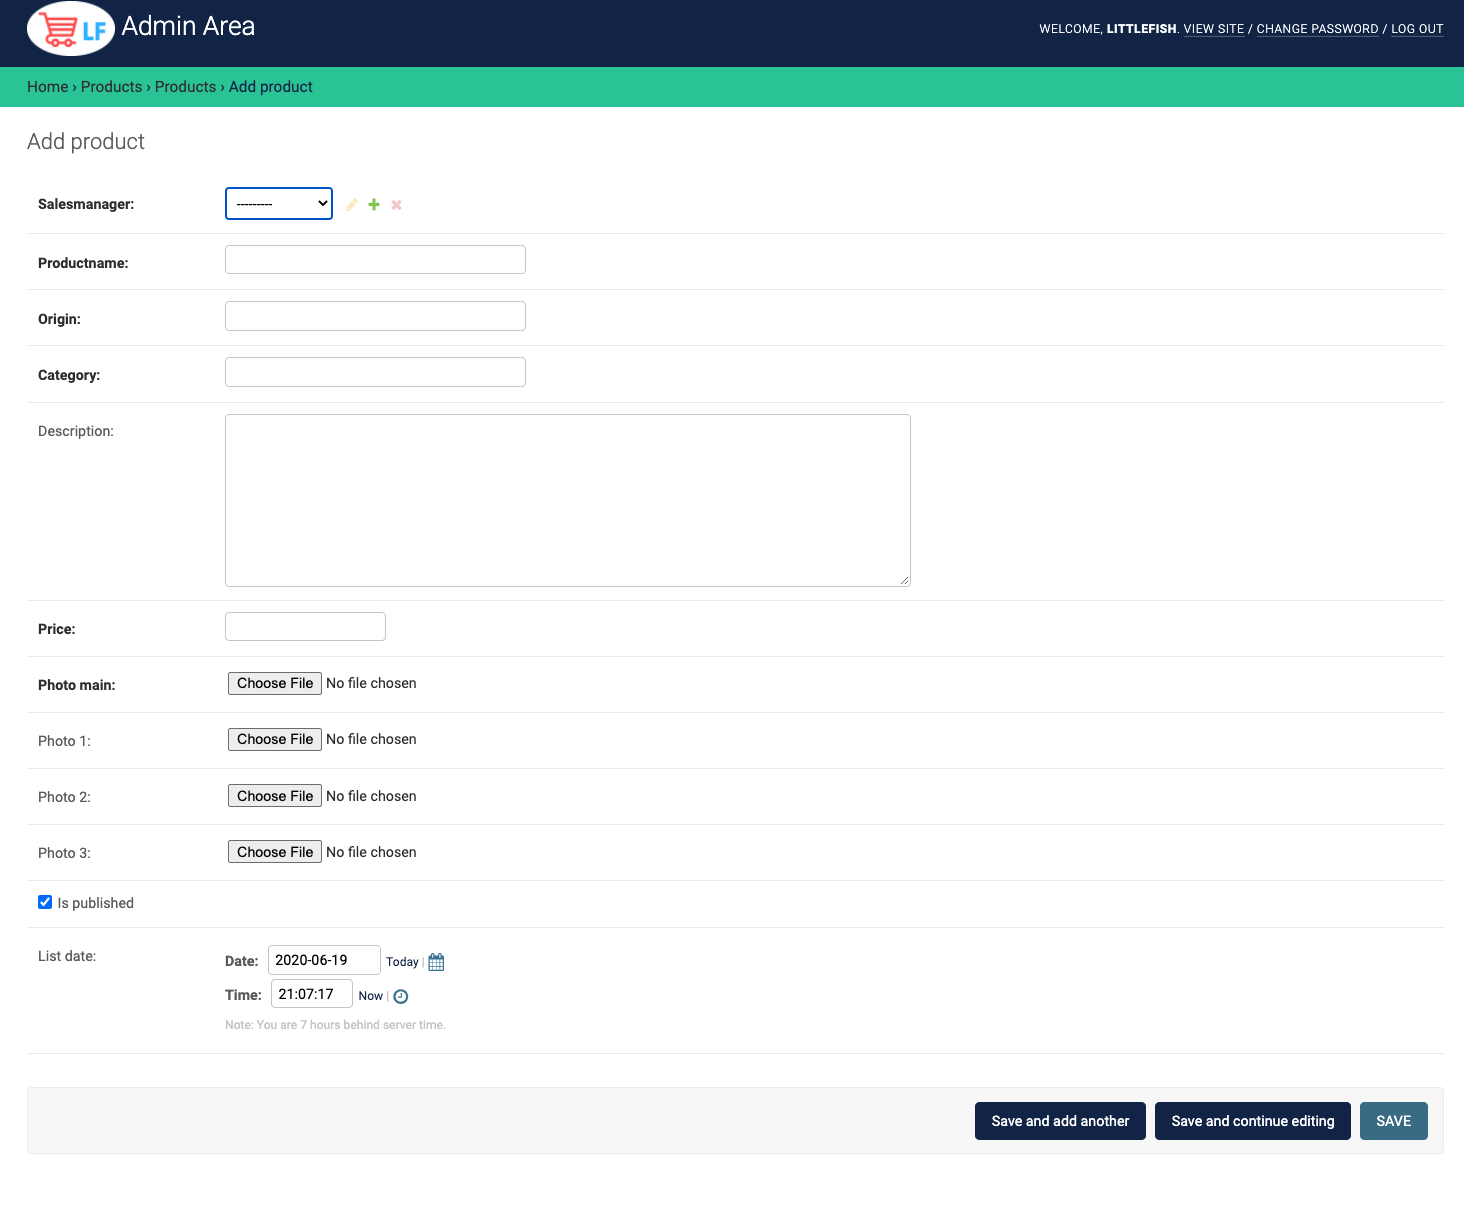 LF Admin Area
WELCOME, LITTLEFISH. VIEW SITE / CHANGE PASSWORD / LOG OUT
Home › Products › Products › Add product
Add product
Salesmanager: ---------
Productname:
Origin:
Category:
Description:
Price:
Photo main: Choose File No file chosen
Photo 1: Choose File No file chosen
Photo 2: Choose File No file chosen
Photo 3: Choose File No file chosen
Is published
List date:
Date: 2020-06-19 Today |
Time: 21:07:17 Now |
Note: You are 7 hours behind server time.
Save and add another Save and continue editing SAVE